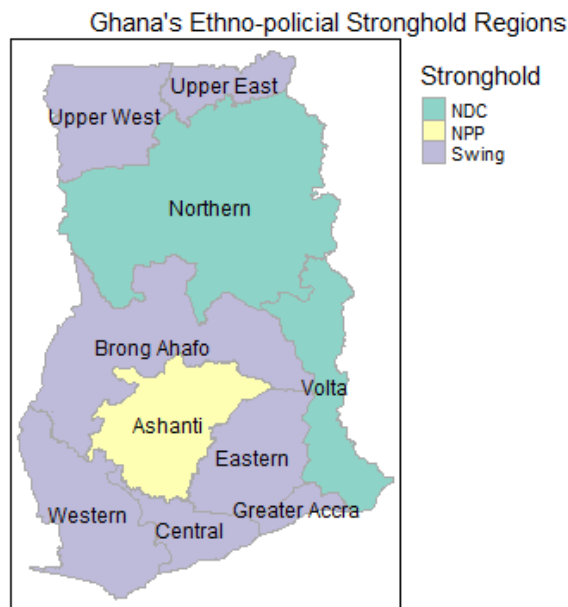 Ghana's Ethno-policial Stronghold Regions
Stronghold
NDC
NPP
Swing
Upper East
Upper West
Northern
Brong Ahafo
Volta
Ashanti
Eastern
Greater Accra
Western
Central